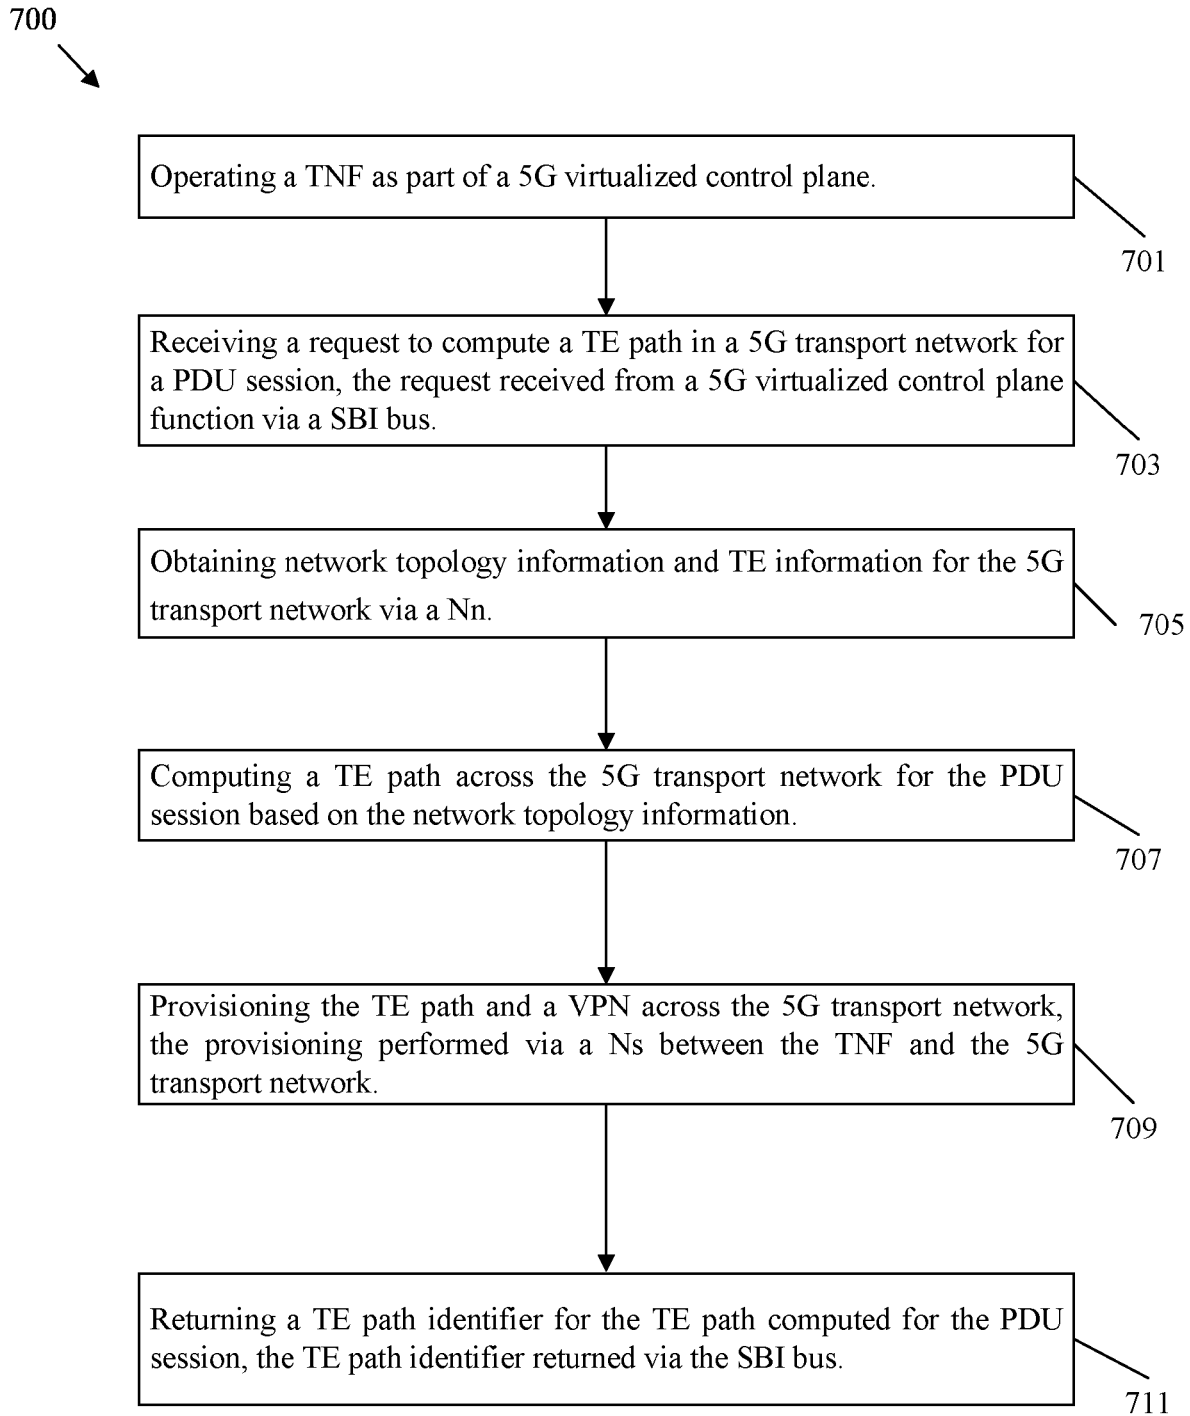 700
Operating a TNF as part of a 5G virtualized control plane.
701
Receiving a request to compute a TE path in a 5G transport network for
a PDU session, the request received from a 5G virtualized control plane
function via a SBI bus.
703
Obtaining network topology information and TE information for the 5G
transport network via a Nn.
705
Computing a TE path across the 5G transport network for the PDU
session based on the network topology information.
707
Provisioning the TE path and a VPN across the 5G transport network,
the provisioning performed via a Ns between the TNF and the 5G
transport network.
709
Returning a TE path identifier for the TE path computed for the PDU
session, the TE path identifier returned via the SBI bus.
711